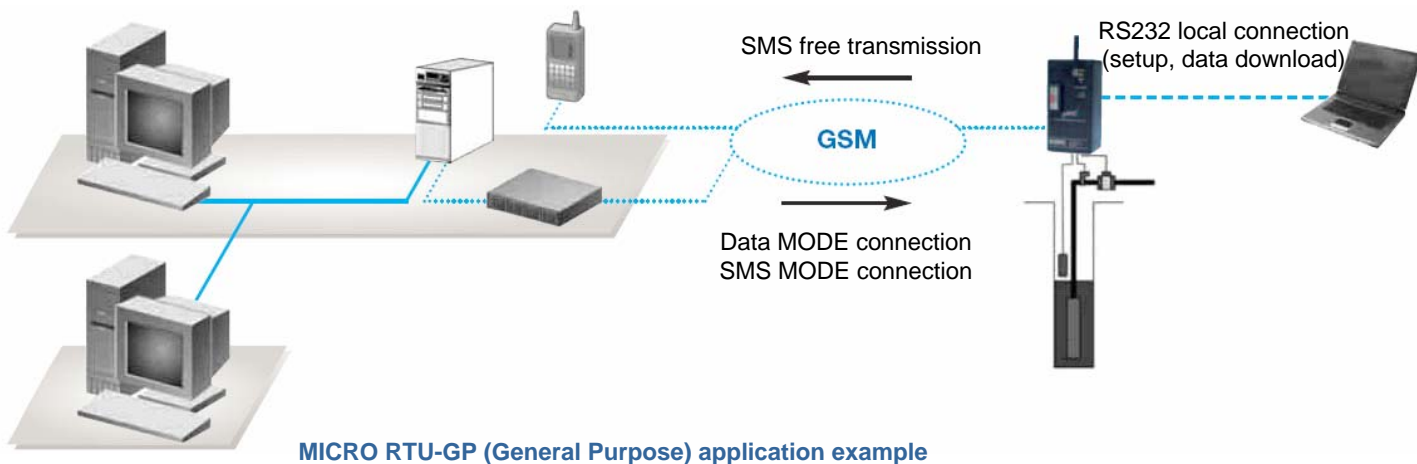 SMS free transmission
RS232 local connection
(setup, data download)
GSM
Data MODE connection
SMS MODE connection
MICRO RTU-GP (General Purpose) application example